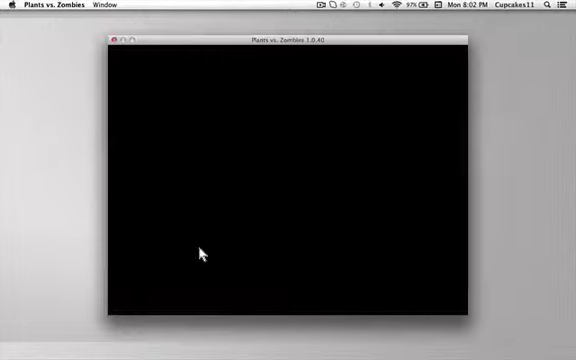 Plants vs. Zombies Window 97% Mon 8:02 PM Cupcakes11
Plants vs. Zombies 1.0.40